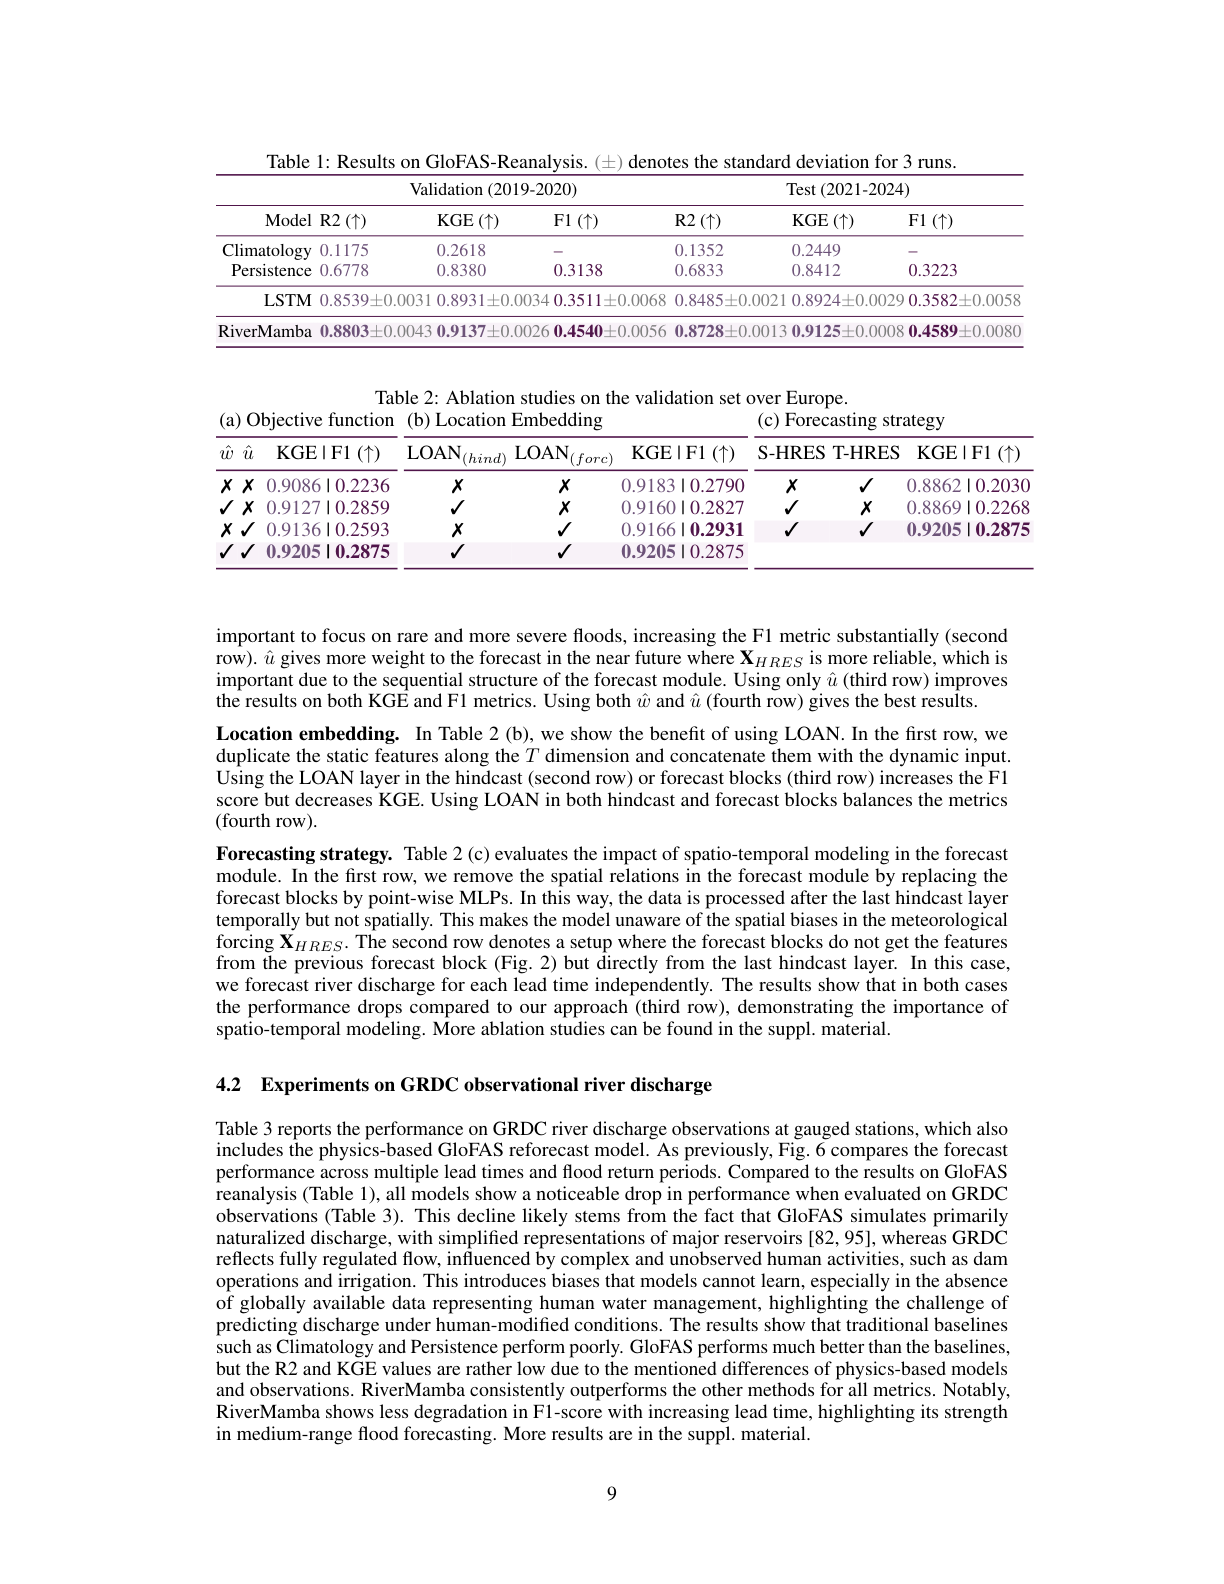 Table 1: Results on GloFAS-Reanalysis. (±) denotes the standard deviation for 3 runs.
Validation (2019-2020) Test (2021-2024)
Model R2 (↑) KGE (↑) F1 (↑) R2 (↑) KGE (↑) F1 (↑)
Climatology 0.1175 0.2618 – 0.1352 0.2449 –
Persistence 0.6778 0.8380 0.3138 0.6833 0.8412 0.3223
LSTM 0.8539±0.0031 0.8931±0.0034 0.3511±0.0068 0.8485±0.0021 0.8924±0.0029 0.3582±0.0058
RiverMamba 0.8803±0.0043 0.9137±0.0026 0.4540±0.0056 0.8728±0.0013 0.9125±0.0008 0.4589±0.0080
Table 2: Ablation studies on the validation set over Europe.
(a) Objective function (b) Location Embedding (c) Forecasting strategy
ŵ û KGE | F1 (↑) LOAN(hind) LOAN(forc) KGE | F1 (↑) S-HRES T-HRES KGE | F1 (↑)
✗ ✗ 0.9086 | 0.2236 ✗ ✗ 0.9183 | 0.2790 ✗ ✓ 0.8862 | 0.2030
✓ ✗ 0.9127 | 0.2859 ✓ ✗ 0.9160 | 0.2827 ✓ ✗ 0.8869 | 0.2268
✗ ✓ 0.9136 | 0.2593 ✗ ✓ 0.9166 | 0.2931 ✓ ✓ 0.9205 | 0.2875
✓ ✓ 0.9205 | 0.2875 ✓ ✓ 0.9205 | 0.2875
important to focus on rare and more severe floods, increasing the F1 metric substantially (second
row). û gives more weight to the forecast in the near future where X_HRES is more reliable, which is
important due to the sequential structure of the forecast module. Using only û (third row) improves
the results on both KGE and F1 metrics. Using both ŵ and û (fourth row) gives the best results.
Location embedding. In Table 2 (b), we show the benefit of using LOAN. In the first row, we
duplicate the static features along the T dimension and concatenate them with the dynamic input.
Using the LOAN layer in the hindcast (second row) or forecast blocks (third row) increases the F1
score but decreases KGE. Using LOAN in both hindcast and forecast blocks balances the metrics
(fourth row).
Forecasting strategy. Table 2 (c) evaluates the impact of spatio-temporal modeling in the forecast
module. In the first row, we remove the spatial relations in the forecast module by replacing the
forecast blocks by point-wise MLPs. In this way, the data is processed after the last hindcast layer
temporally but not spatially. This makes the model unaware of the spatial biases in the meteorological
forcing X_HRES. The second row denotes a setup where the forecast blocks do not get the features
from the previous forecast block (Fig. 2) but directly from the last hindcast layer. In this case,
we forecast river discharge for each lead time independently. The results show that in both cases
the performance drops compared to our approach (third row), demonstrating the importance of
spatio-temporal modeling. More ablation studies can be found in the suppl. material.
4.2 Experiments on GRDC observational river discharge
Table 3 reports the performance on GRDC river discharge observations at gauged stations, which also
includes the physics-based GloFAS reforecast model. As previously, Fig. 6 compares the forecast
performance across multiple lead times and flood return periods. Compared to the results on GloFAS
reanalysis (Table 1), all models show a noticeable drop in performance when evaluated on GRDC
observations (Table 3). This decline likely stems from the fact that GloFAS simulates primarily
naturalized discharge, with simplified representations of major reservoirs [82, 95], whereas GRDC
reflects fully regulated flow, influenced by complex and unobserved human activities, such as dam
operations and irrigation. This introduces biases that models cannot learn, especially in the absence
of globally available data representing human water management, highlighting the challenge of
predicting discharge under human-modified conditions. The results show that traditional baselines
such as Climatology and Persistence perform poorly. GloFAS performs much better than the baselines,
but the R2 and KGE values are rather low due to the mentioned differences of physics-based models
and observations. RiverMamba consistently outperforms the other methods for all metrics. Notably,
RiverMamba shows less degradation in F1-score with increasing lead time, highlighting its strength
in medium-range flood forecasting. More results are in the suppl. material.
9